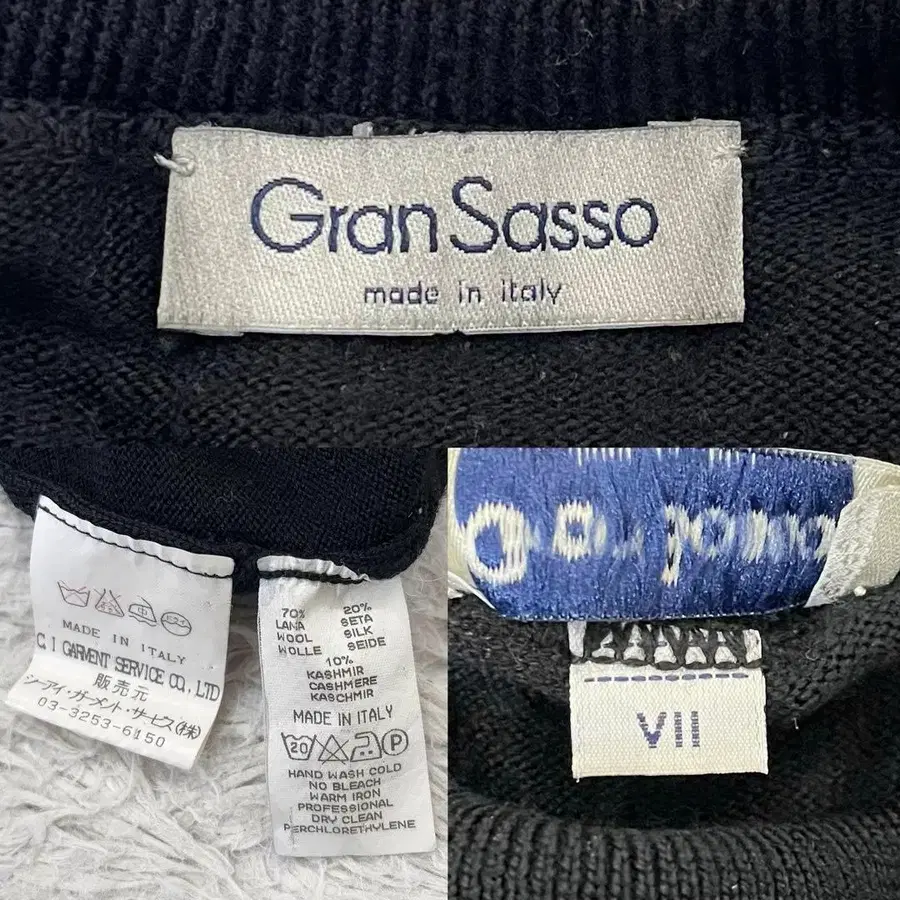 Gran Sasso
made in italy
MADE IN ITALY
C.I GARMENT SERVICE CO., LTD
販売元
シーアイ・ガーメント・サービス(株)
03-3253-6150
70%
LANA
WOOL
WOLLE
20%
SETA
SILK
SEIDE
10%
KASHMIR
CASHMERE
KASCHMIR
MADE IN ITALY
20
P
HAND WASH COLD
NO BLEACH
WARM IRON
PROFESSIONAL
DRY CLEAN
PERCHLORETHYLENE
VIII